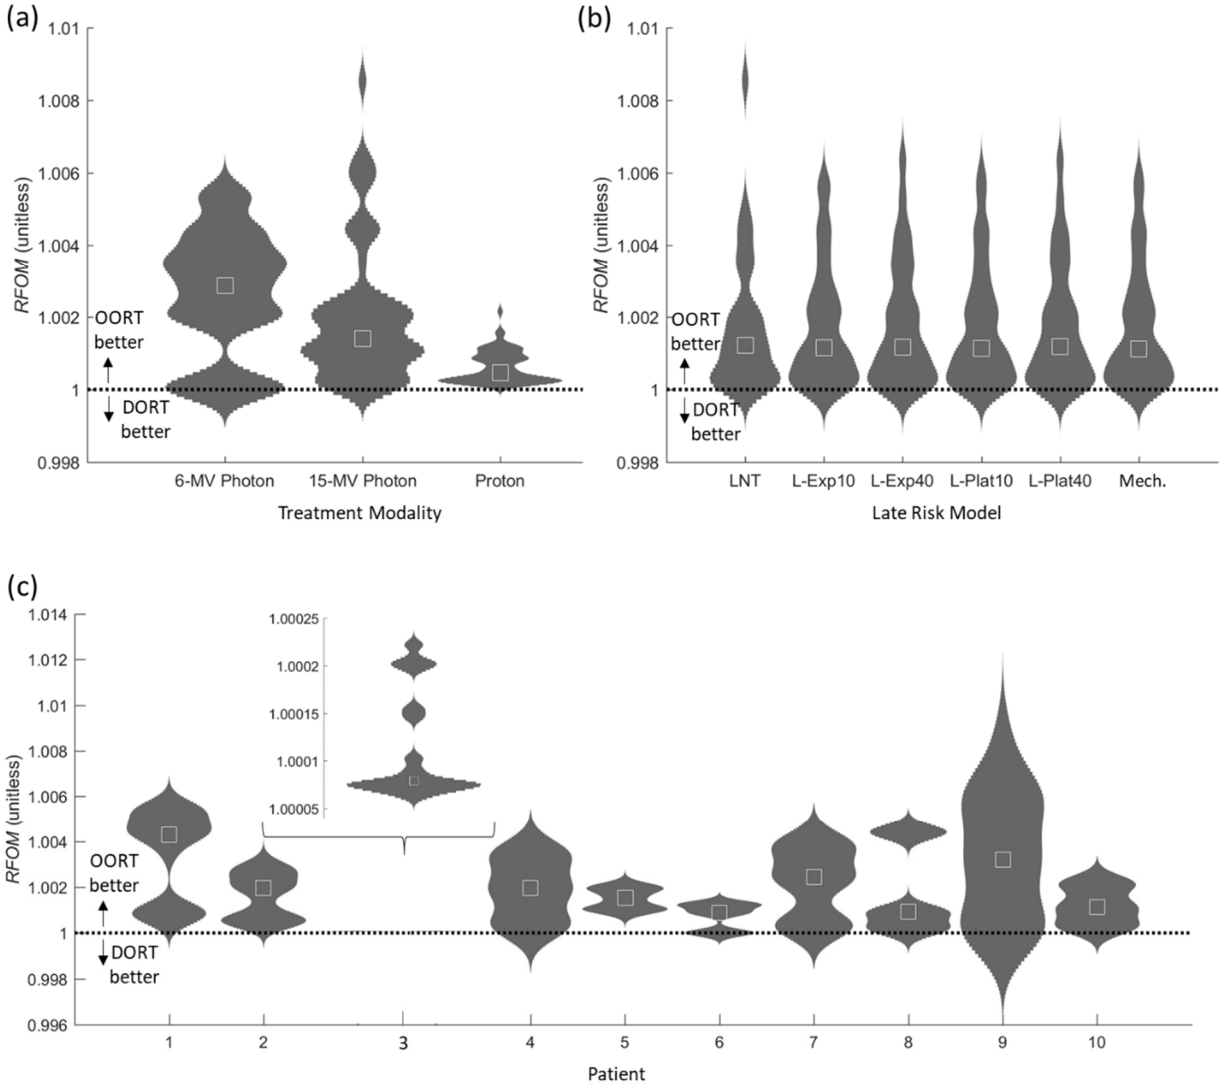 (a)
1.01
1.008
1.006
1.004
1.002
1
0.998
RFOM (unitless)
OORT
better
DORT
better
6-MV Photon 15-MV Photon Proton
Treatment Modality
(b)
1.01
1.008
1.006
1.004
1.002
1
0.998
RFOM (unitless)
OORT
better
DORT
better
LNT L-Exp10 L-Exp40 L-Plat10 L-Plat40 Mech.
Late Risk Model
(c)
1.014
1.012
1.01
1.008
1.006
1.004
1.002
1
0.998
0.996
RFOM (unitless)
OORT
better
DORT
better
1.00025
1.0002
1.00015
1.0001
1.00005
1 2 3 4 5 6 7 8 9 10
Patient